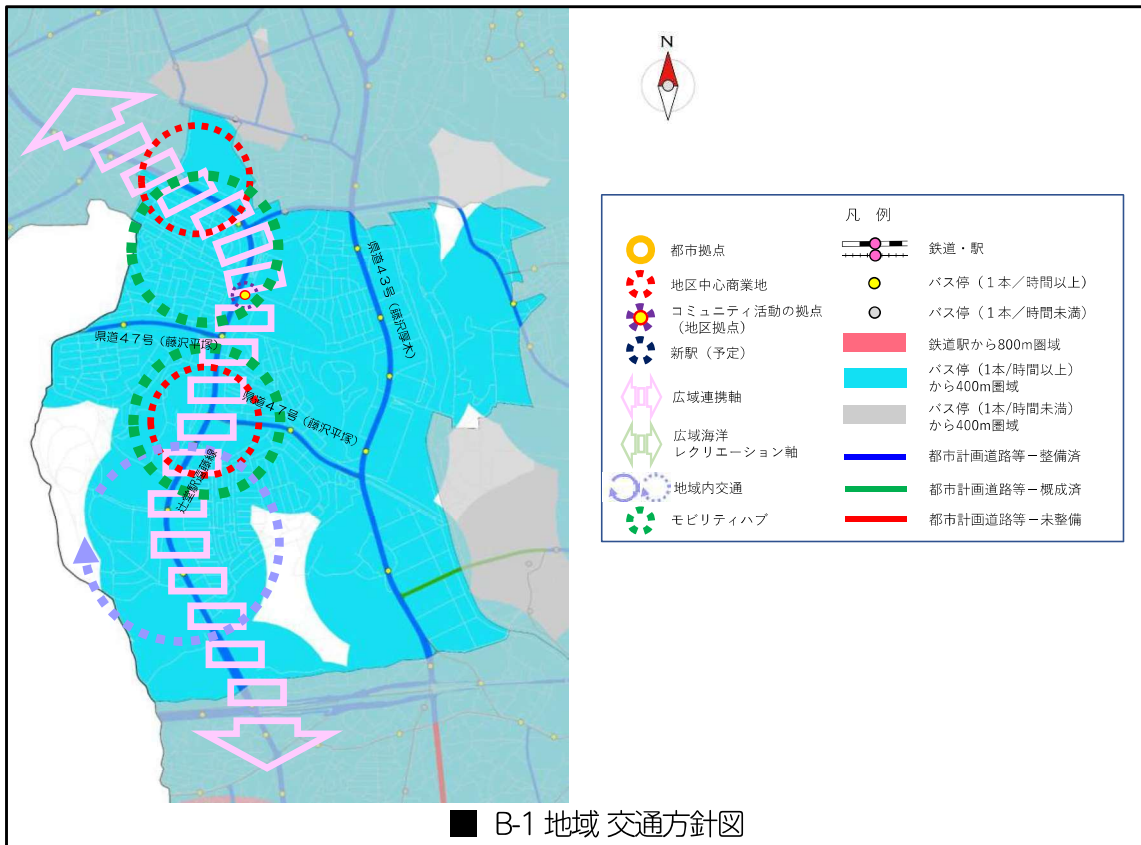 N
県道43号(藤沢厚木)
県道47号(藤沢平塚)
県道47号(藤沢平塚)
辻堂駅遠藤線
凡 例
都市拠点
地区中心商業地
コミュニティ活動の拠点
(地区拠点)
新駅(予定)
広域連携軸
広域海洋
レクリエーション軸
地域内交通
モビリティハブ
鉄道・駅
バス停(1本/時間以上)
バス停(1本/時間未満)
鉄道駅から800m圏域
バス停(1本/時間以上)
から400m圏域
バス停(1本/時間未満)
から400m圏域
都市計画道路等-整備済
都市計画道路等-概成済
都市計画道路等-未整備
■ B-1 地域 交通方針図